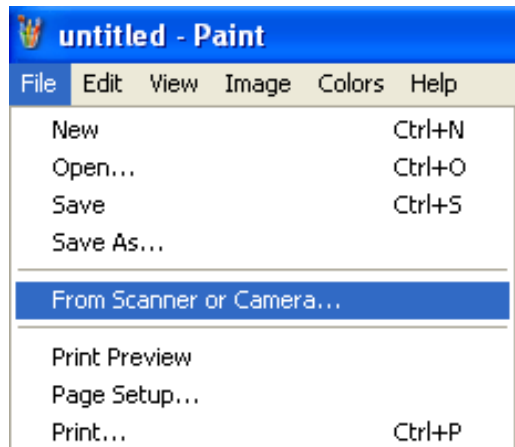 untitled - Paint
File Edit View Image Colors Help
New Ctrl+N
Open... Ctrl+O
Save Ctrl+S
Save As...
From Scanner or Camera...
Print Preview
Page Setup...
Print... Ctrl+P